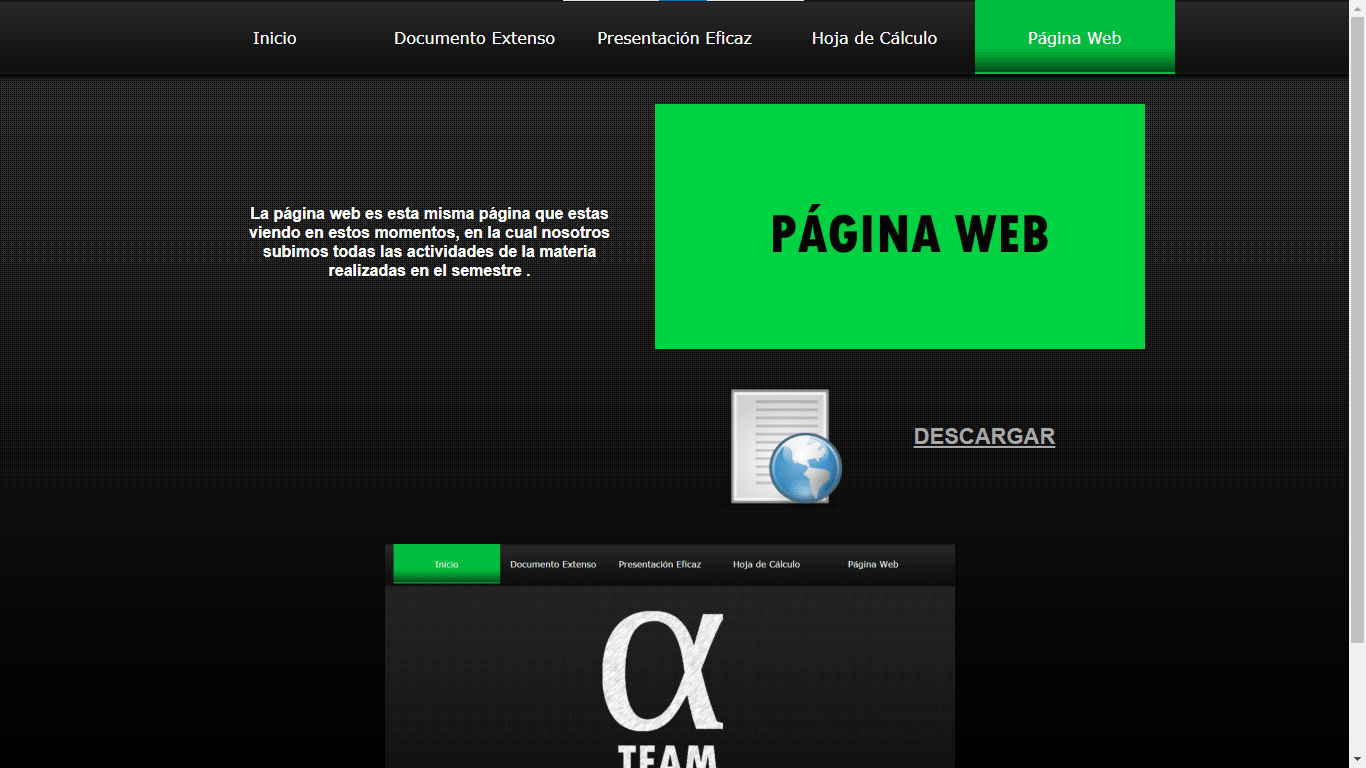 Inicio Documento Extenso Presentación Eficaz Hoja de Cálculo Página Web
La página web es esta misma página que estas
viendo en estos momentos, en la cual nosotros
subimos todas las actividades de la materia
realizadas en el semestre .
PÁGINA WEB
DESCARGAR
Inicio Documento Extenso Presentación Eficaz Hoja de Cálculo Página Web
α
TEAM